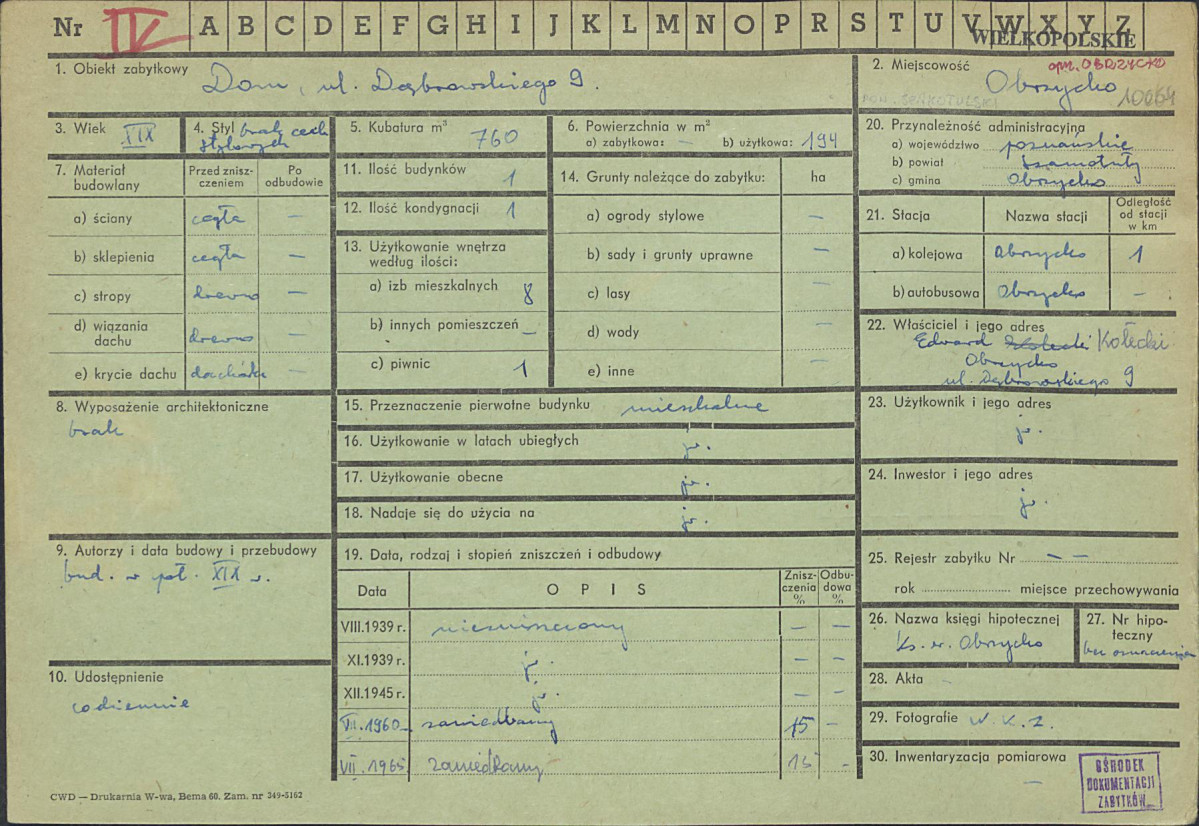 Nr IV A B C D E F G H I J K L M N O P R S T U V W X Y Z
WIELKOPOLSKIE
1. Obiekt zabytkowy Dom, ul. Dąbrowskiego 9.
2. Miejscowość gm. OBRZYCKO
Obrzycko 10064
pow. SZAMOTULSKI
3. Wiek XIX
4. Styl brak cech
stylowych
5. Kubatura m³ 760
6. Powierzchnia w m²
a) zabytkowa: – b) użytkowa: 194
7. Materiał budowlany
Przed zniszczeniem
Po odbudowie
a) ściany cegła –
b) sklepienia cegła –
c) stropy drewno –
d) wiązania dachu drewno –
e) krycie dachu dachówka –
8. Wyposażenie architektoniczne
brak
9. Autorzy i data budowy i przebudowy
bud. w poł. XIX w.
10. Udostępnienie
codziennie
11. Ilość budynków 1
12. Ilość kondygnacji 1
13. Użytkowanie wnętrza
według ilości:
a) izb mieszkalnych 8
b) innych pomieszczeń –
c) piwnic 1
14. Grunty należące do zabytku: ha
a) ogrody stylowe –
b) sady i grunty uprawne –
c) lasy –
d) wody –
e) inne –
15. Przeznaczenie pierwotne budynku mieszkalne
16. Użytkowanie w latach ubiegłych jw.
17. Użytkowanie obecne jw.
18. Nadaje się do użycia na jw.
19. Data, rodzaj i stopień zniszczeń i odbudowy
Data OPIS Zniszczenia % Odbudowa %
VIII.1939 r. niezniszczony – –
XI.1939 r. jw. – –
XII.1945 r. jw. – –
VII.1960 zaniedbany 15 –
VII.1965 zaniedbany 15 –
20. Przynależność administracyjna
a) województwo poznańskie
b) powiat Szamotuły
c) gmina Obrzycko
21. Stacja Nazwa stacji Odległość od stacji w km
a) kolejowa Obrzycko 1
b) autobusowa Obrzycko –
22. Właściciel i jego adres
Edward Kołecki
Obrzycko
ul. Dąbrowskiego 9
23. Użytkownik i jego adres
jw.
24. Inwestor i jego adres
jw.
25. Rejestr zabytku Nr – –
rok miejsce przechowywania
26. Nazwa księgi hipotecznej
Ks. w. Obrzycko
27. Nr hipoteczny
bez oznaczenia
28. Akta –
29. Fotografie W. K. Z.
30. Inwentaryzacja pomiarowa
–
OŚRODEK
DOKUMENTACJI
ZABYTKÓW
CWD — Drukarnia W-wa, Bema 60. Zam. nr 349-5162